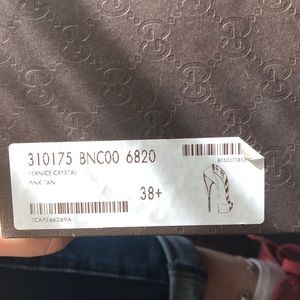 310175 BNC00 6820
VERNICE CRYSTAL
PINK TAN
38+